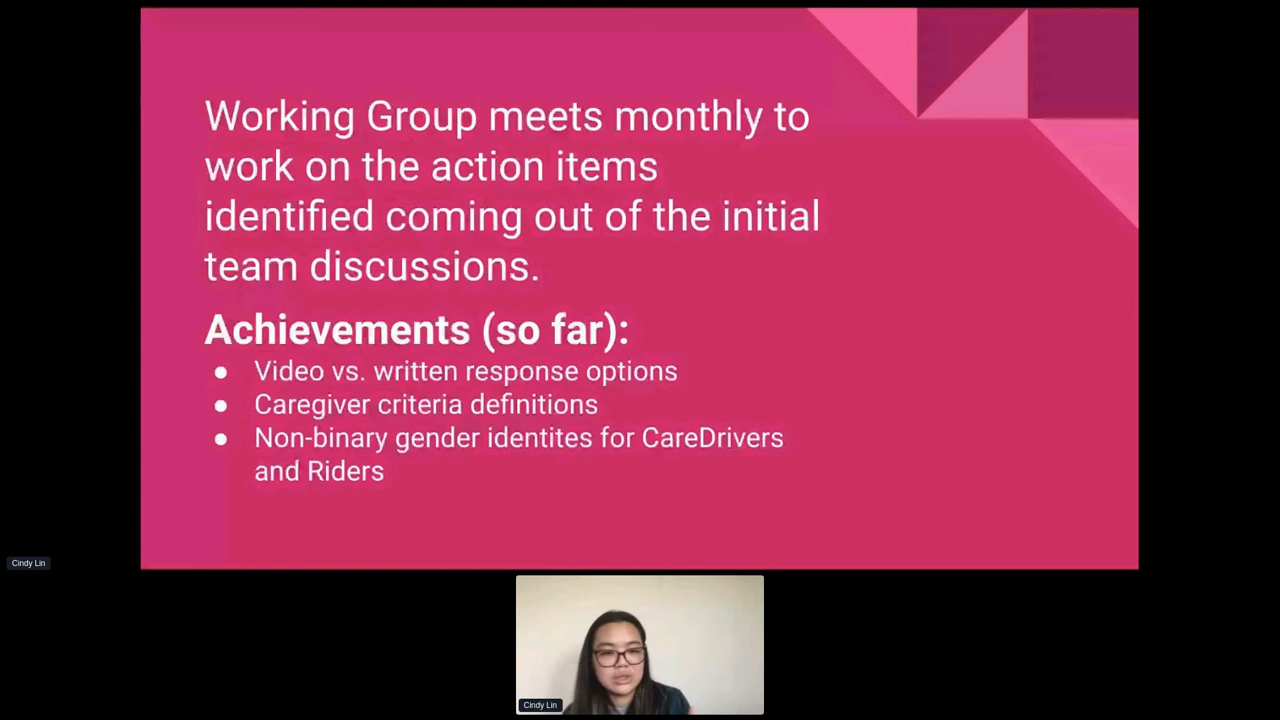 Working Group meets monthly to
work on the action items
identified coming out of the initial
team discussions.
Achievements (so far):
● Video vs. written response options
● Caregiver criteria definitions
● Non-binary gender identites for CareDrivers
and Riders
Cindy Lin
Cindy Lin